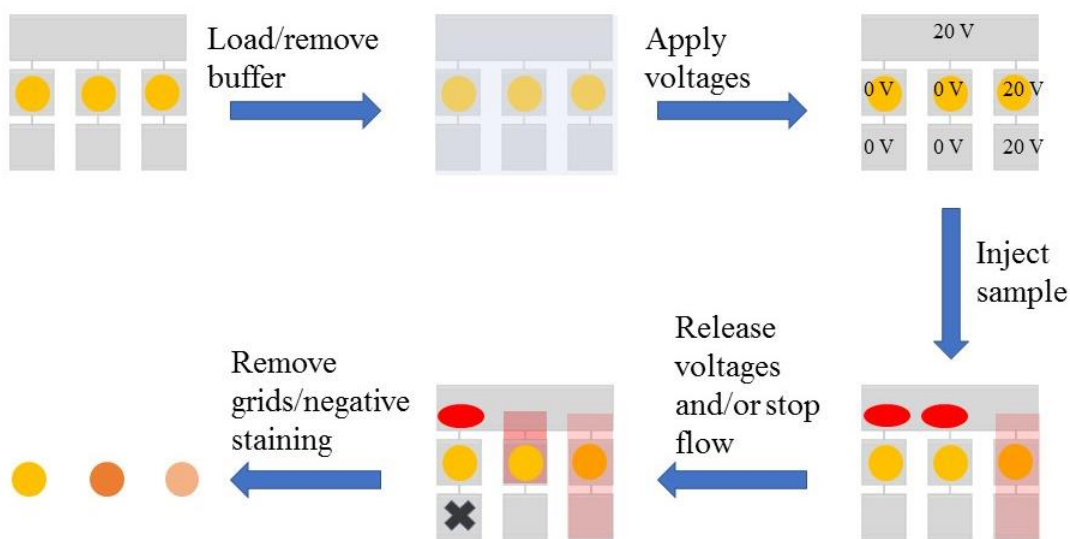 Load/remove
buffer
Apply
voltages
20 V
0 V 0 V 20 V
0 V 0 V 20 V
Inject
sample
Release
voltages
and/or stop
flow
Remove
grids/negative
staining